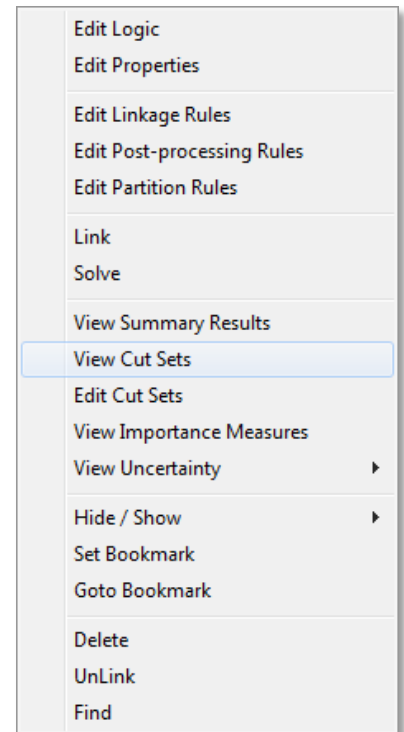 Edit Logic
Edit Properties
Edit Linkage Rules
Edit Post-processing Rules
Edit Partition Rules
Link
Solve
View Summary Results
View Cut Sets
Edit Cut Sets
View Importance Measures
View Uncertainty
Hide / Show
Set Bookmark
Goto Bookmark
Delete
UnLink
Find